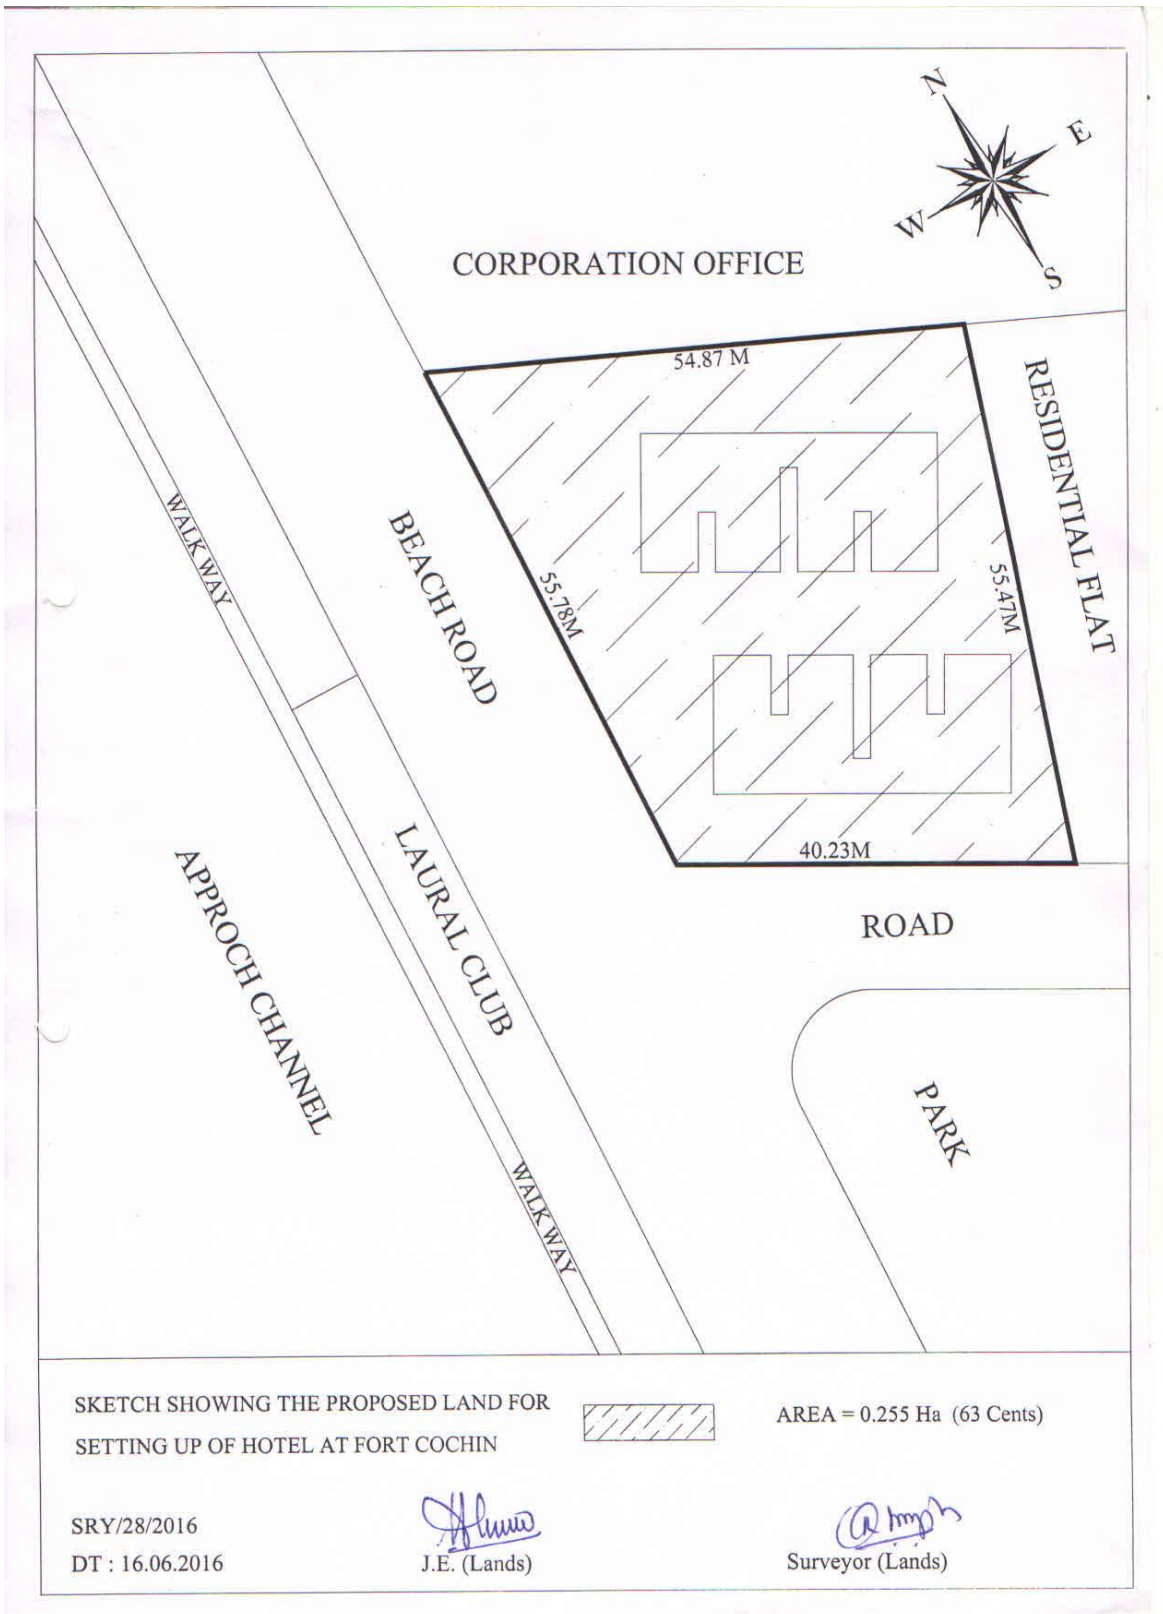 N
E
W
S
CORPORATION OFFICE
54.87 M
RESIDENTIAL FLAT
WALK WAY
BEACH ROAD
55.78M
55.47M
40.23M
LAURAL CLUB
APPROCH CHANNEL
ROAD
PARK
WALK WAY
SKETCH SHOWING THE PROPOSED LAND FOR
SETTING UP OF HOTEL AT FORT COCHIN
AREA = 0.255 Ha (63 Cents)
SRY/28/2016
DT : 16.06.2016
J.E. (Lands)
Surveyor (Lands)